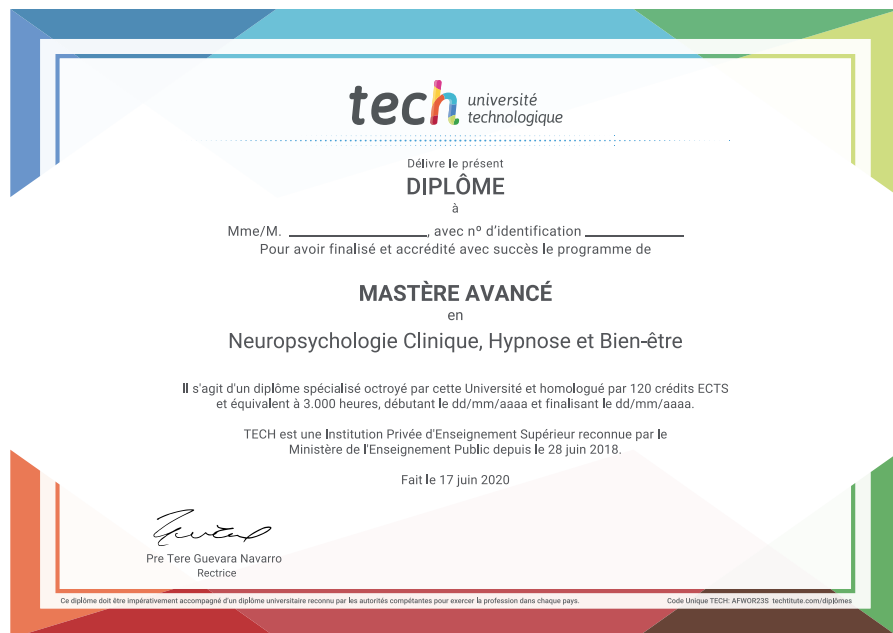 tech université
technologique
Délivre le présent
DIPLÔME
à
Mme/M. ____________________, avec nº d'identification ______________
Pour avoir finalisé et accrédité avec succès le programme de
MASTÈRE AVANCÉ
en
Neuropsychologie Clinique, Hypnose et Bien-être
Il s'agit d'un diplôme spécialisé octroyé par cette Université et homologué par 120 crédits ECTS
et équivalent à 3.000 heures, débutant le dd/mm/aaaa et finalisant le dd/mm/aaaa.
TECH est une Institution Privée d'Enseignement Supérieur reconnue par le
Ministère de l'Enseignement Public depuis le 28 juin 2018.
Fait le 17 juin 2020
Pre Tere Guevara Navarro
Rectrice
Ce diplôme doit être impérativement accompagné d'un diplôme universitaire reconnu par les autorités compétantes pour exercer la profession dans chaque pays.
Code Unique TECH: AFWOR23S techtitute.com/diplômes